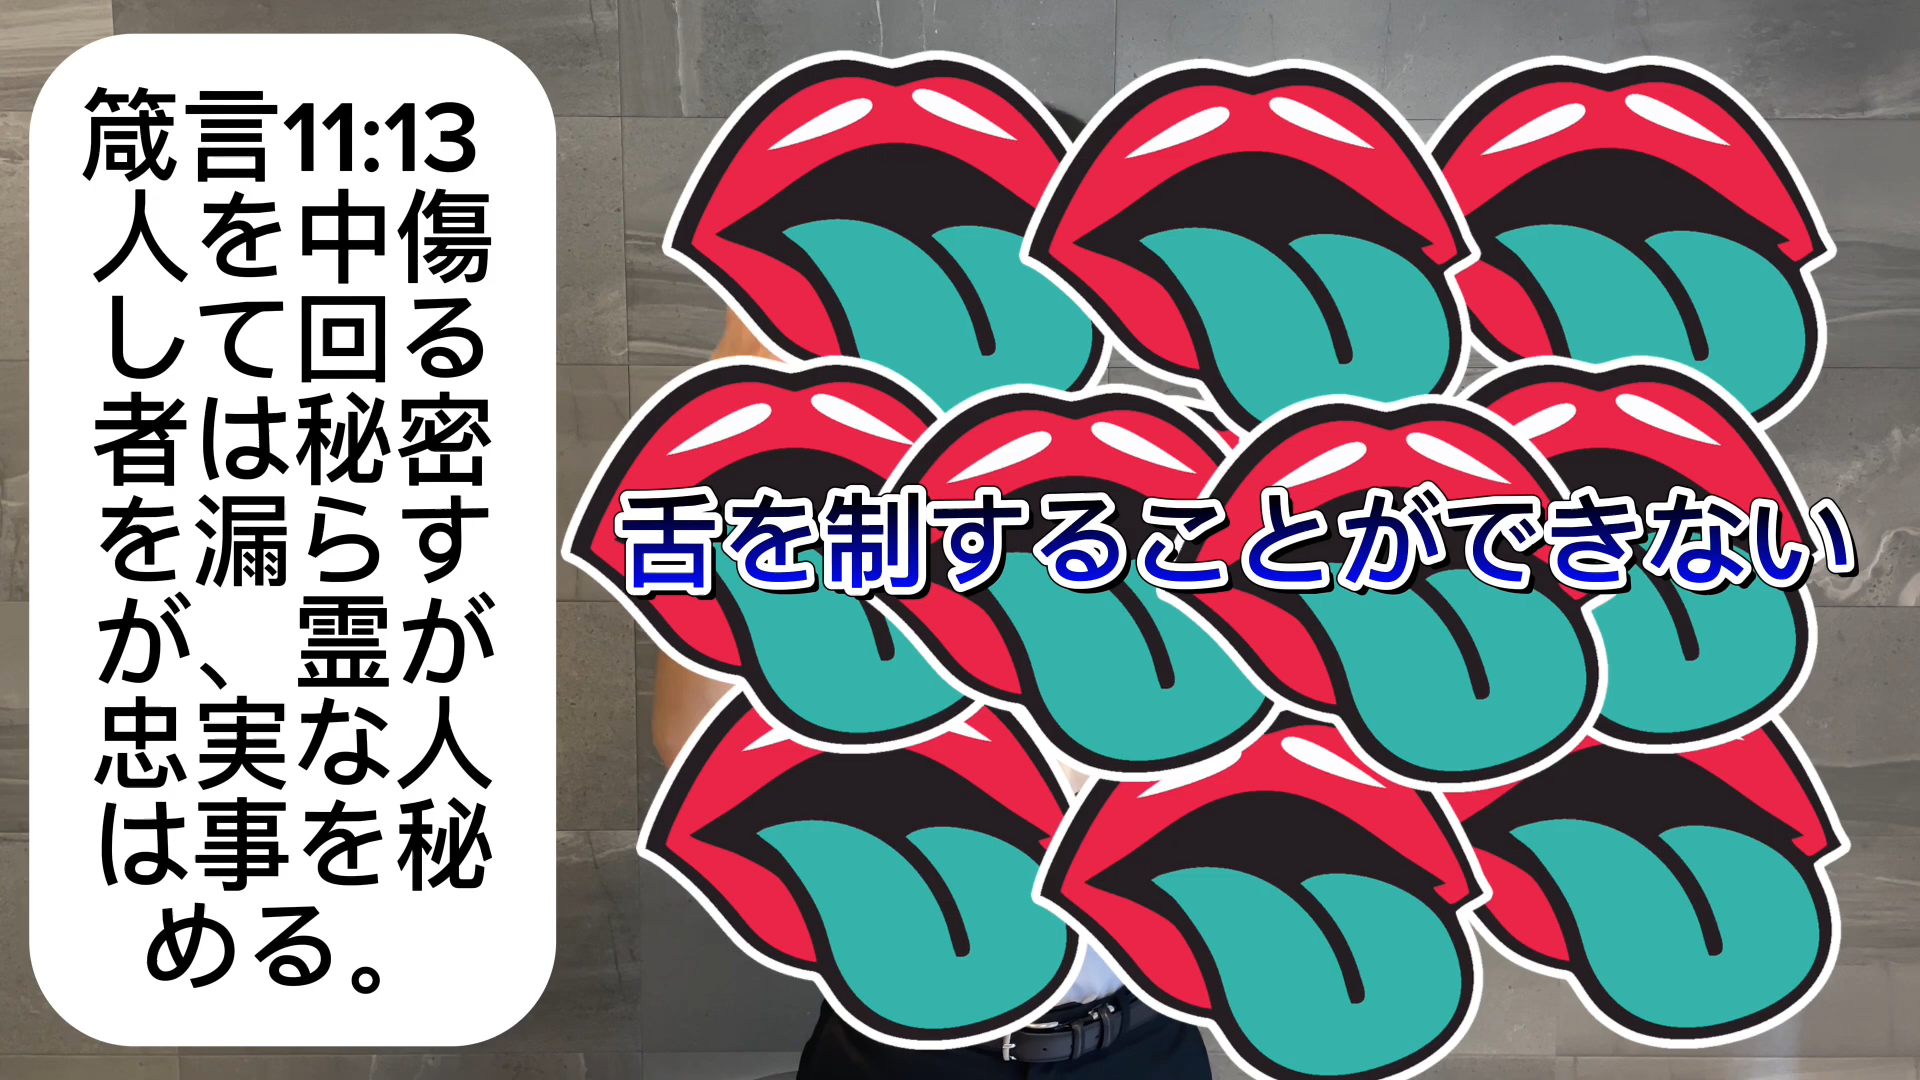 箴言11:13
人を中傷
して回る
者は秘密
を漏らす
が、霊が
忠実な人
は事を秘
める。
舌を制することができない